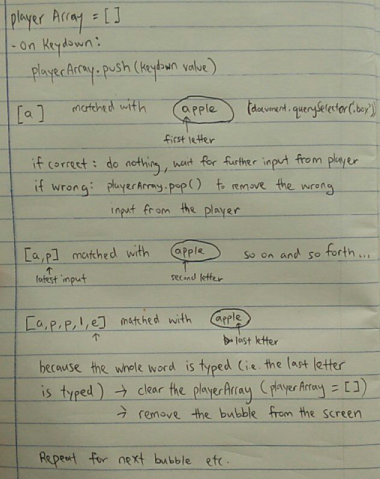 player Array = []
- On Keydown:
playerArray.push(keydown value)
[a] matched with apple (document.querySelector('.box'))
first letter
if correct: do nothing, wait for further input from player
if wrong: playerArray.pop() to remove the wrong
input from the player
[a,p] matched with apple so on and so forth...
latest input second letter
[a,p,p,l,e] matched with apple
last letter
because the whole word is typed (i.e. the last letter
is typed) → clear the playerArray (playerArray = [])
→ remove the bubble from the screen
Repeat for next bubble etc.